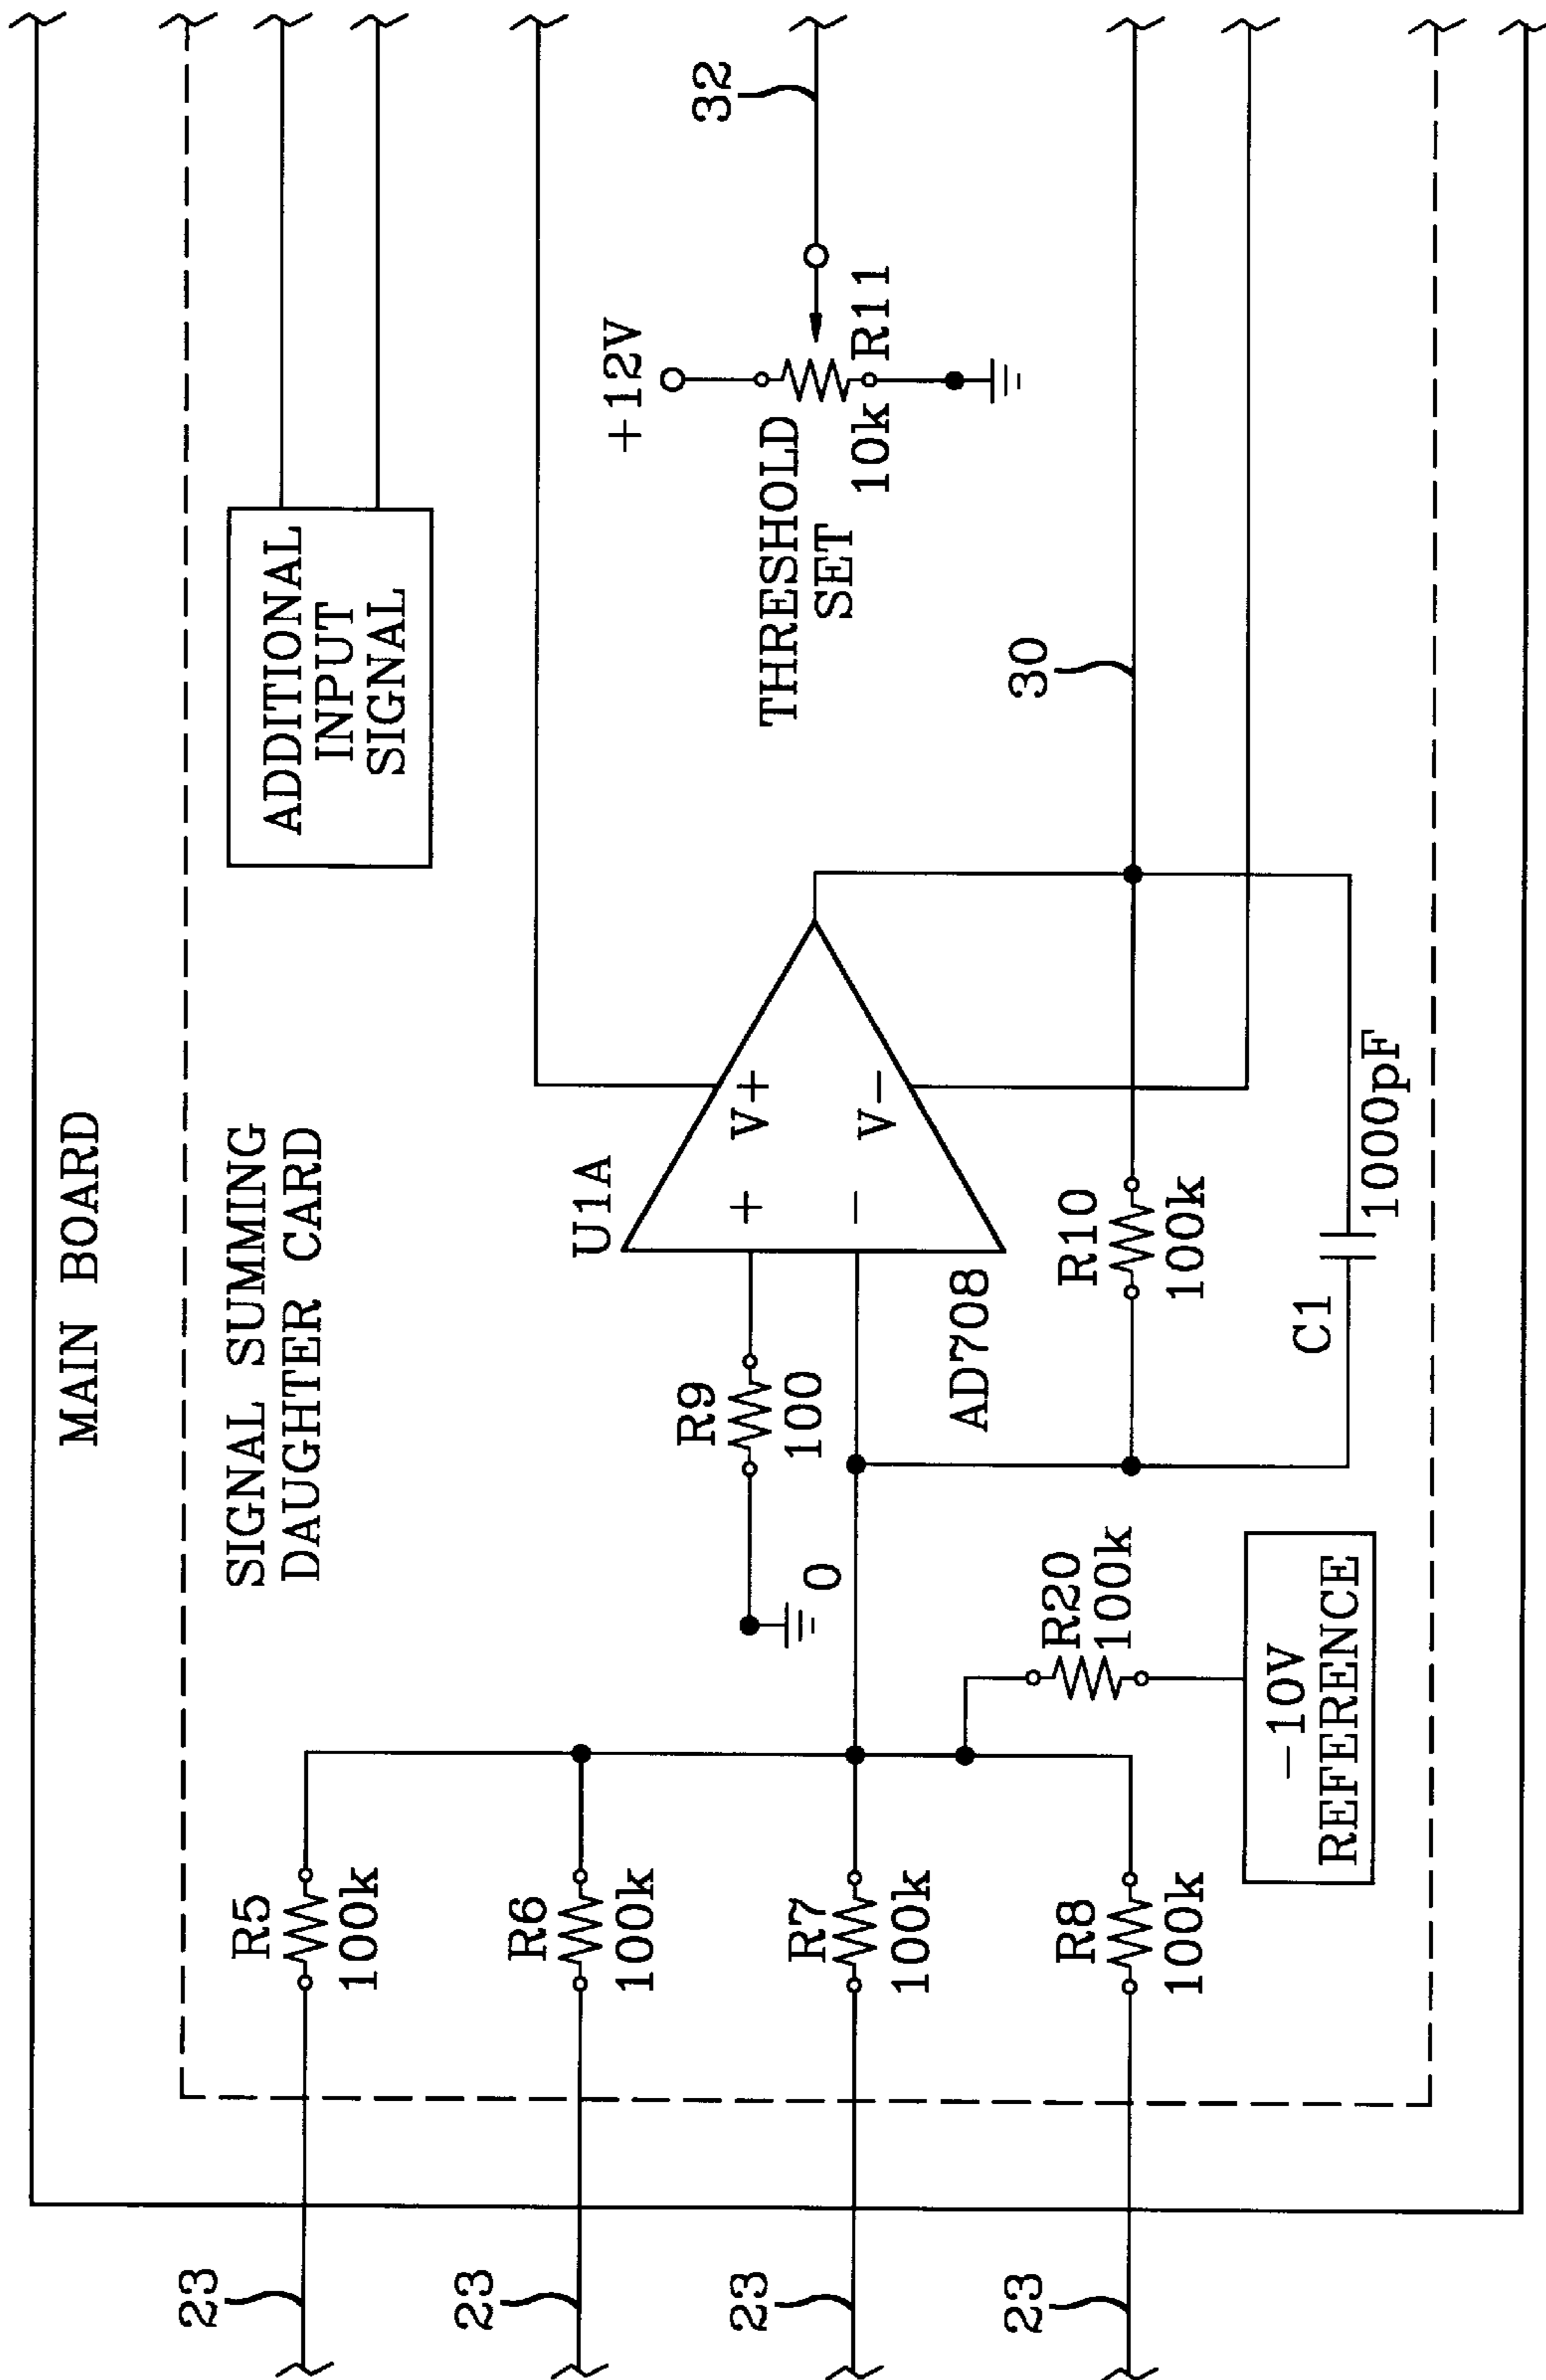 MAIN BOARD
SIGNAL SUMMING
DAUGHTER CARD
ADDITIONAL
INPUT
SIGNAL
23
23
23
23
R5
100k
R6
100k
R7
100k
R8
100k
R9
100
0
R20
100k
-10V
REFERENCE
U1A
+ V+
- V-
AD708
R10
100k
C1
1000pF
+12V
THRESHOLD
SET
10k R11
32
30